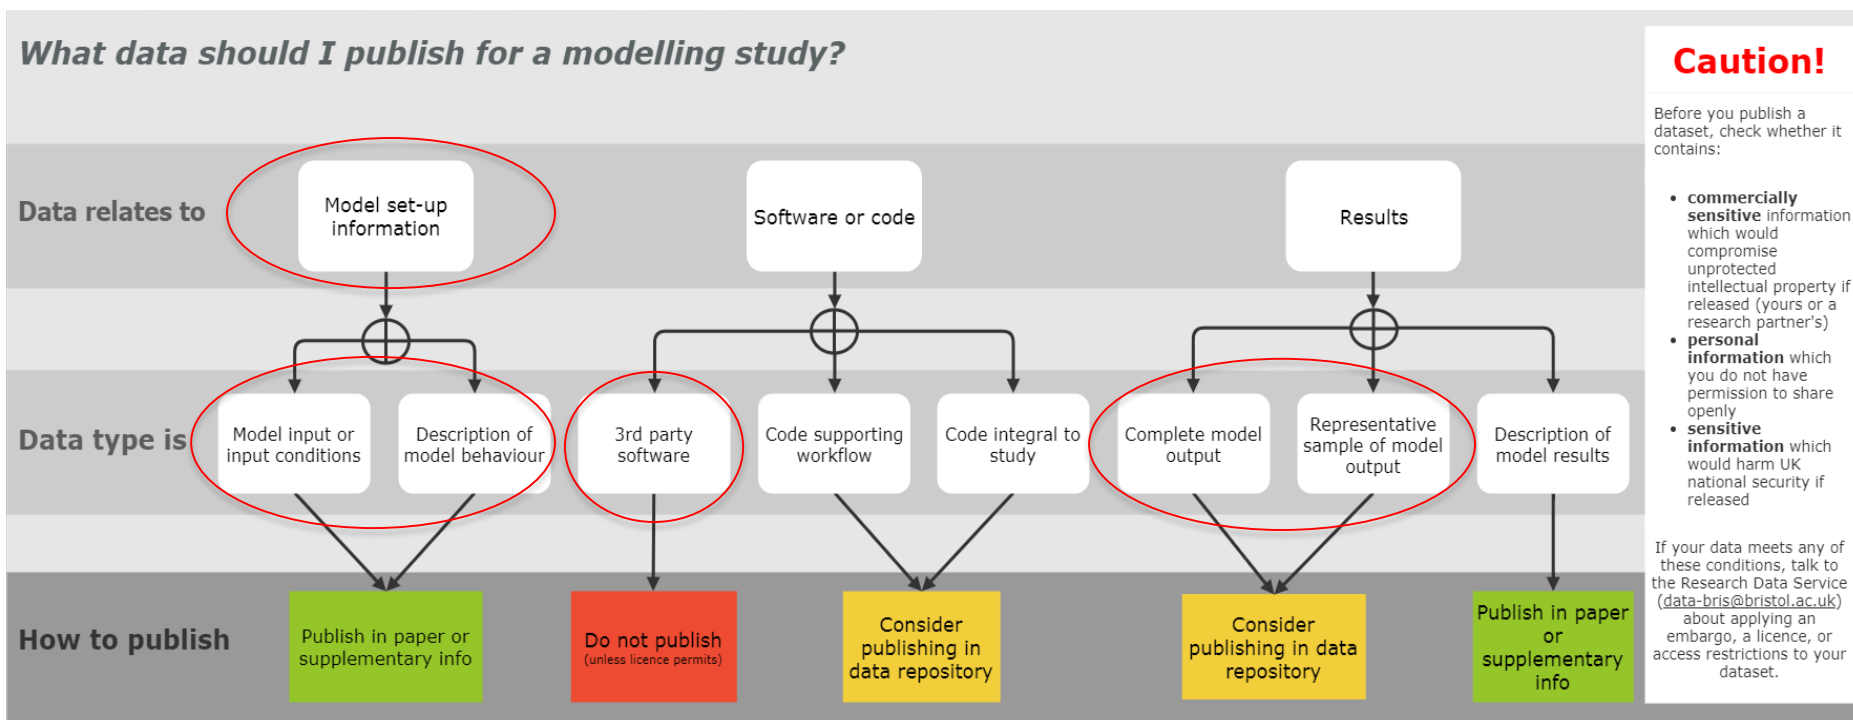 What data should I publish for a modelling study?
Data relates to
Model set-up
information
Software or code
Results
Data type is
Model input or
input conditions
Description of
model behaviour
3rd party
software
Code supporting
workflow
Code integral to
study
Complete model
output
Representative
sample of model
output
Description of
model results
How to publish
Publish in paper or
supplementary info
Do not publish
(unless licence permits)
Consider
publishing in
data repository
Consider
publishing in data
repository
Publish in paper
or
supplementary
info
Caution!
Before you publish a
dataset, check whether it
contains:
• commercially
sensitive information
which would
compromise
unprotected
intellectual property if
released (yours or a
research partner's)
• personal
information which
you do not have
permission to share
openly
• sensitive
information which
would harm UK
national security if
released
If your data meets any of
these conditions, talk to
the Research Data Service
(data-bris@bristol.ac.uk)
about applying an
embargo, a licence, or
access restrictions to your
dataset.